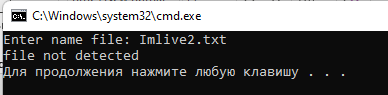 C:\Windows\system32\cmd.exe
Enter name file: Imlive2.txt
file not detected
Для продолжения нажмите любую клавишу . . .